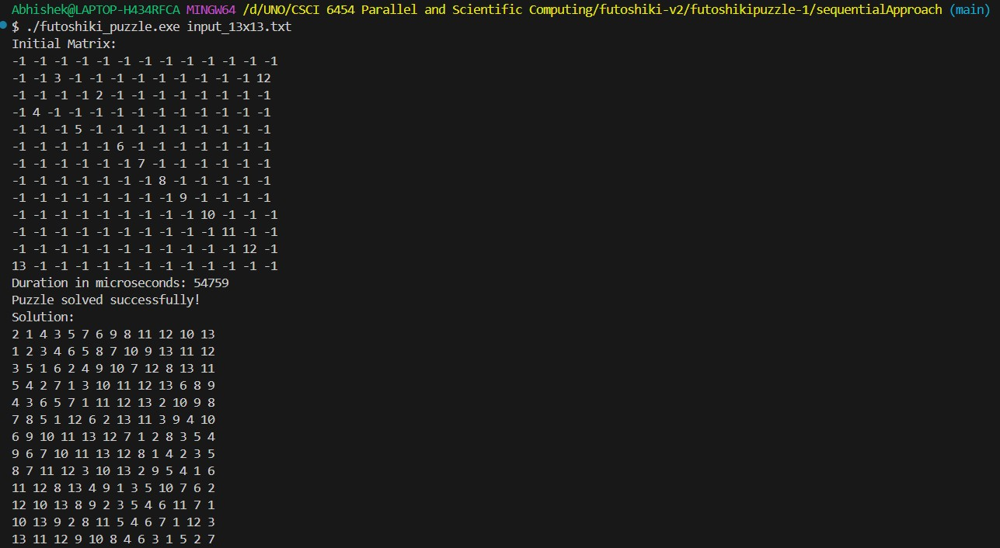 Abhishek@LAPTOP-H434RFCA MINGW64 /d/UNO/CSCI 6454 Parallel and Scientific Computing/futoshiki-v2/futoshikipuzzle-1/sequentialApproach (main)
$ ./futoshiki_puzzle.exe input_13x13.txt
Initial Matrix:
-1 -1 -1 -1 -1 -1 -1 -1 -1 -1 -1 -1 -1
-1 -1 3 -1 -1 -1 -1 -1 -1 -1 -1 -1 12
-1 -1 -1 -1 2 -1 -1 -1 -1 -1 -1 -1 -1
-1 4 -1 -1 -1 -1 -1 -1 -1 -1 -1 -1 -1
-1 -1 -1 5 -1 -1 -1 -1 -1 -1 -1 -1 -1
-1 -1 -1 -1 -1 6 -1 -1 -1 -1 -1 -1 -1
-1 -1 -1 -1 -1 -1 7 -1 -1 -1 -1 -1 -1
-1 -1 -1 -1 -1 -1 -1 8 -1 -1 -1 -1 -1
-1 -1 -1 -1 -1 -1 -1 -1 9 -1 -1 -1 -1
-1 -1 -1 -1 -1 -1 -1 -1 -1 10 -1 -1 -1
-1 -1 -1 -1 -1 -1 -1 -1 -1 -1 11 -1 -1
-1 -1 -1 -1 -1 -1 -1 -1 -1 -1 -1 12 -1
13 -1 -1 -1 -1 -1 -1 -1 -1 -1 -1 -1 -1
Duration in microseconds: 54759
Puzzle solved successfully!
Solution:
2 1 4 3 5 7 6 9 8 11 12 10 13
1 2 3 4 6 5 8 7 10 9 13 11 12
3 5 1 6 2 4 9 10 7 12 8 13 11
5 4 2 7 1 3 10 11 12 13 6 8 9
4 3 6 5 7 1 11 12 13 2 10 9 8
7 8 5 1 12 6 2 13 11 3 9 4 10
6 9 10 11 13 12 7 1 2 8 3 5 4
9 6 7 10 11 13 12 8 1 4 2 3 5
8 7 11 12 3 10 13 2 9 5 4 1 6
11 12 8 13 4 9 1 3 5 10 7 6 2
12 10 13 8 9 2 3 5 4 6 11 7 1
10 13 9 2 8 11 5 4 6 7 1 12 3
13 11 12 9 10 8 4 6 3 1 5 2 7